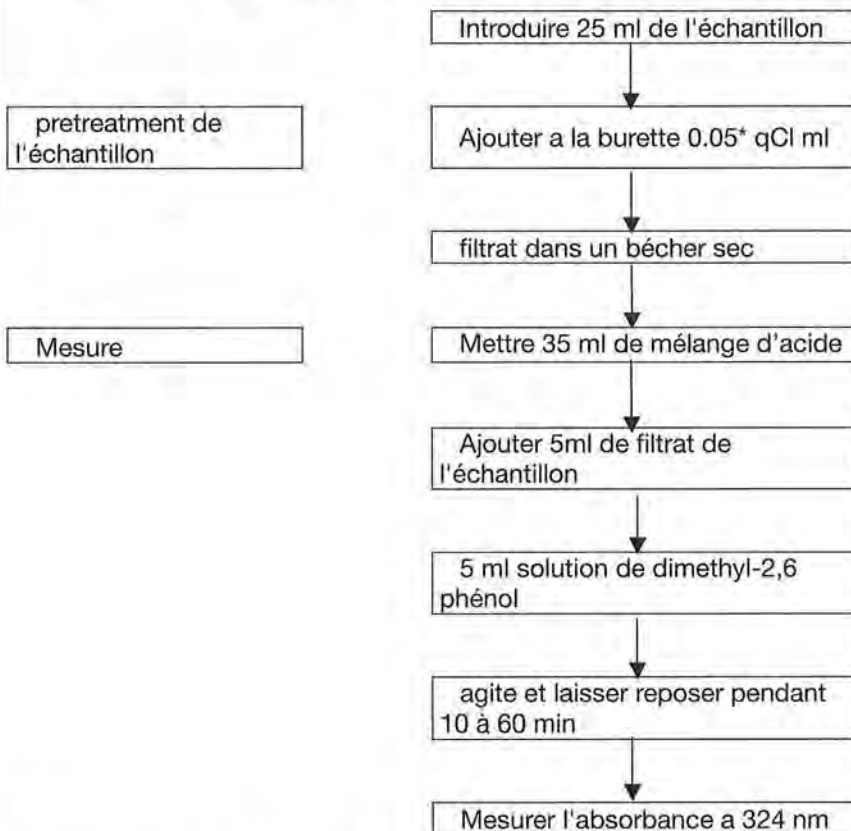 Introduire 25 ml de l'échantillon
pretreatment de
l'échantillon
Ajouter a la burette 0.05* qCl ml
filtrat dans un bécher sec
Mesure
Mettre 35 ml de mélange d'acide
Ajouter 5ml de filtrat de
l'échantillon
5 ml solution de dimethyl-2,6
phénol
agite et laisser reposer pendant
10 à 60 min
Mesurer l'absorbance a 324 nm